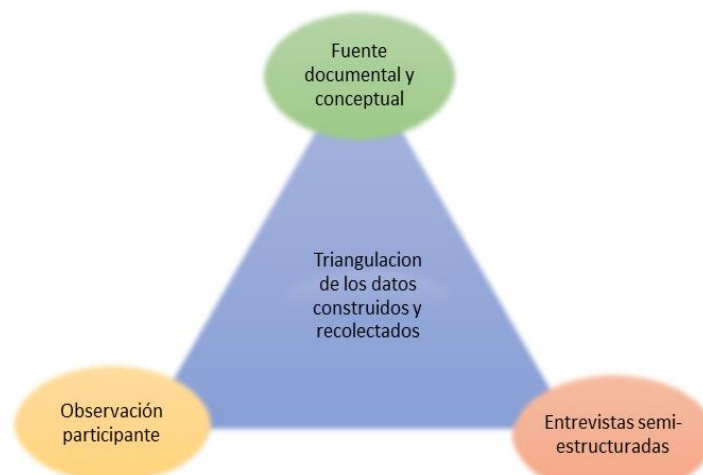 Fuente
documental y
conceptual
Triangulacion
de los datos
construidos y
recolectados
Observación
participante
Entrevistas semi-
estructuradas